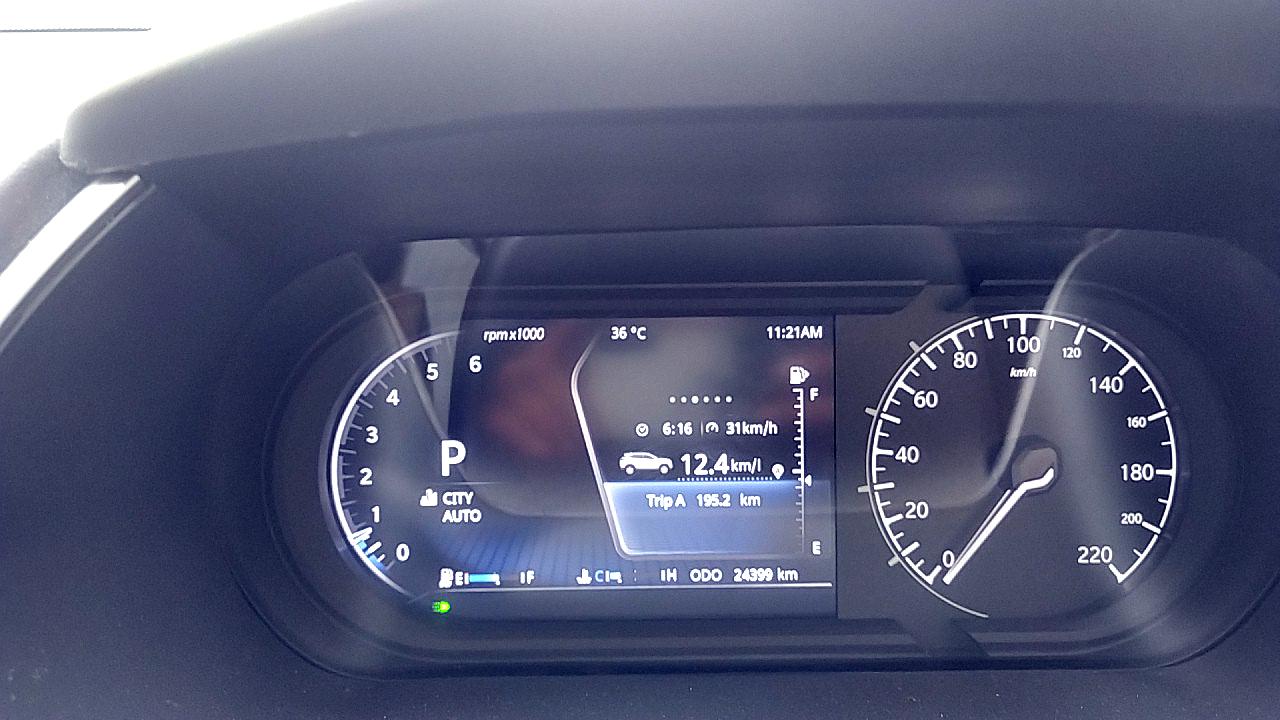 rpm x1000
36 °C
11:21AM
6
5
4
3
2
1
0
P
CITY
AUTO
F
6:16
31km/h
12.4km/l
Trip A 195.2 km
E
E
F
C
H
ODO 24399 km
0
20
40
60
80
100
120
140
160
180
200
220
km/h